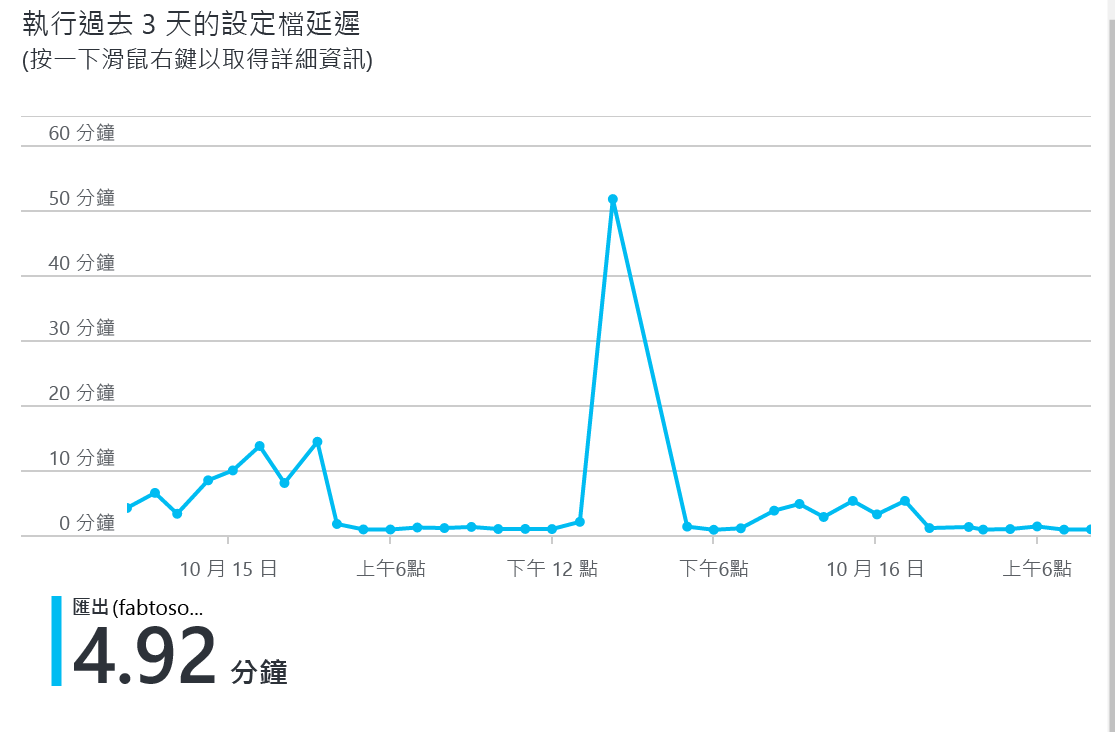 執行過去 3 天的設定檔延遲
(按一下滑鼠右鍵以取得詳細資訊)
60 分鐘
50 分鐘
40 分鐘
30 分鐘
20 分鐘
10 分鐘
0 分鐘
10 月 15 日 上午6點 下午 12 點 下午6點 10 月 16 日 上午6點
匯出 (fabtoso...
4.92 分鐘